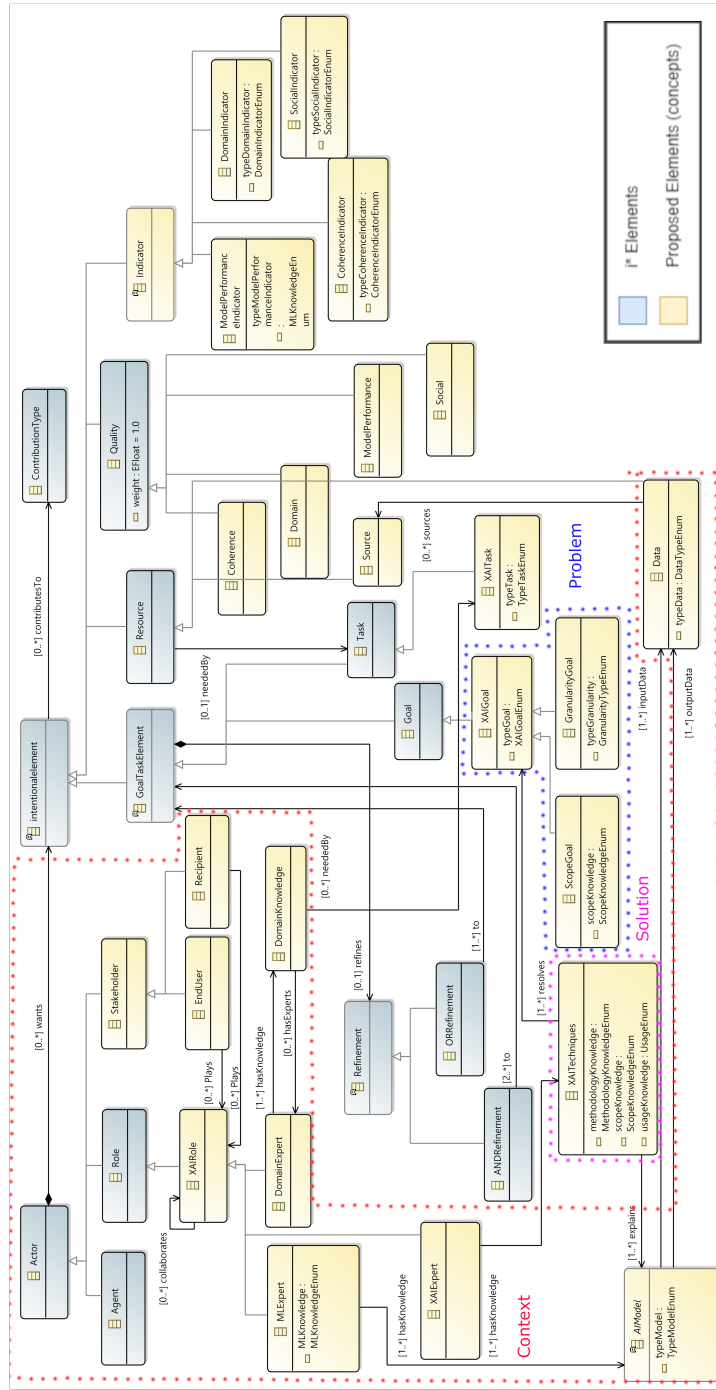 Actor
Agent
Role
Stakeholder
EndUser
Recipient
XAIRole
[0..*] wants
[0..*] collaborates
[0..*] Plays
[0..*] Plays
MLExpert
MLKnowledge :
MLKnowledgeEnum
DomainExpert
DomainKnowledge
[1..*] hasKnowledge
[0..*] hasExperts
[0..*] neededBy
XAIExpert
[1..*] hasKnowledge
[1..*] hasKnowledge
Context
AIModel
typeModel :
TypeModelEnum
[1..*] explains
intentionalelement
[0..*] contributesTo
ContributionType
GoalTaskElement
Resource
[0..1] neededBy
Quality
weight : EFloat = 1.0
Indicator
Refinement
[0..1] refines
ORRefinement
[1..*] to
ANDRefinement
[2..*] to
Goal
Task
Coherence
Domain
Source
ModelPerformance
Social
[0..*] sources
XAITask
typeTask :
TypeTaskEnum
XAIGoal
typeGoal :
XAIGoalEnum
Problem
ScopeGoal
scopeKnowledge :
ScopeKnowledgeEnum
GranularityGoal
typeGranularity :
GranularityTypeEnum
Solution
[1..*] resolves
XAITechniques
methodologyKnowledge :
MethodologyKnowledgeEnum
scopeKnowledge :
ScopeKnowledgeEnum
usageKnowledge : UsageEnum
Data
typeData : DataTypeEnum
[1..*] inputData
[1..*] outputData
ModelPerformanc
eIndicator
typeModelPerfor
manceIndicator
:
MLKnowledgeEn
um
DomainIndicator
typeDomainIndicator :
DomainIndicatorEnum
SocialIndicator
typeSocialIndicator :
SocialIndicatorEnum
CoherenceIndicator
typeCoherenceIndicator :
CoherenceIndicatorEnum
i* Elements
Proposed Elements (concepts)